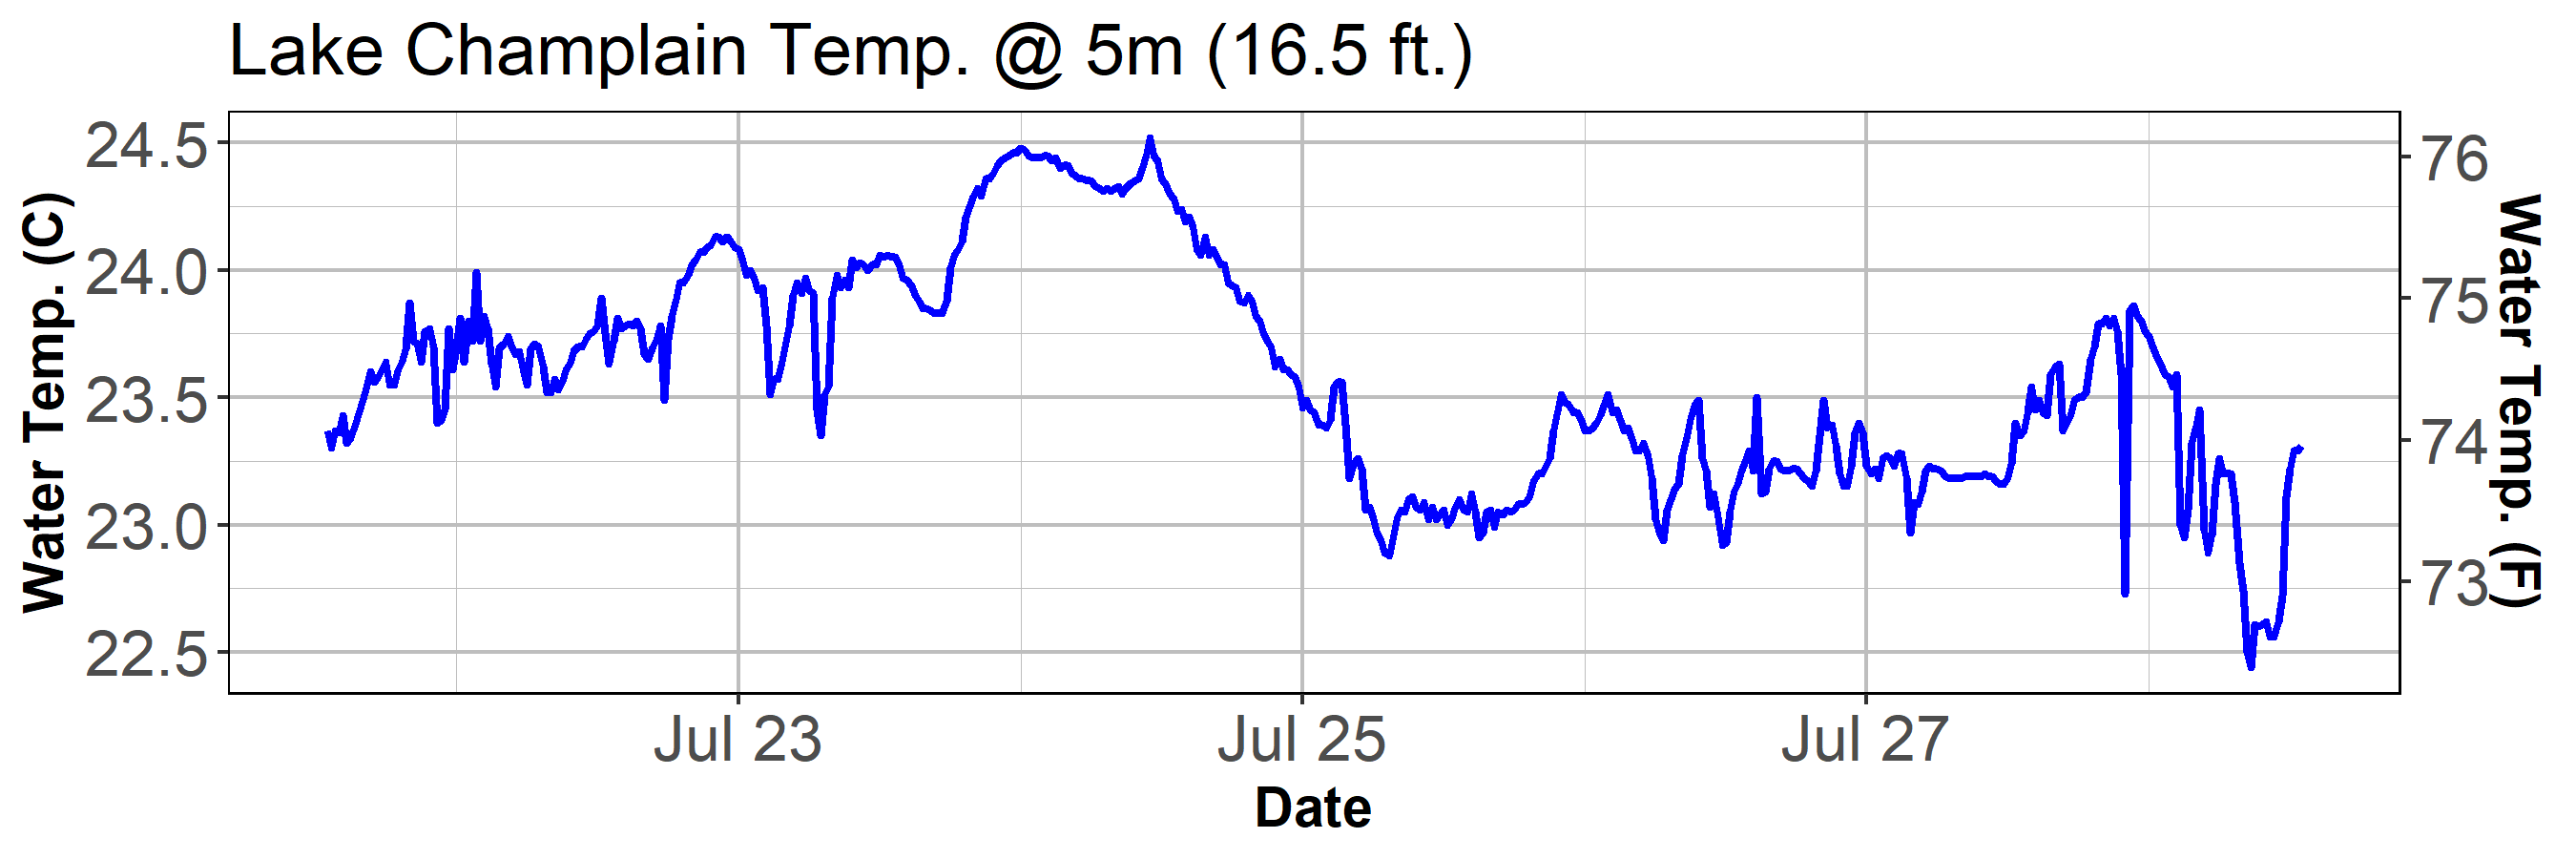 Lake Champlain Temp. @ 5m (16.5 ft.)
Water Temp. (C)
24.5
24.0
23.5
23.0
22.5
76
75
74
73
Water Temp. (F)
Jul 23
Jul 25
Jul 27
Date